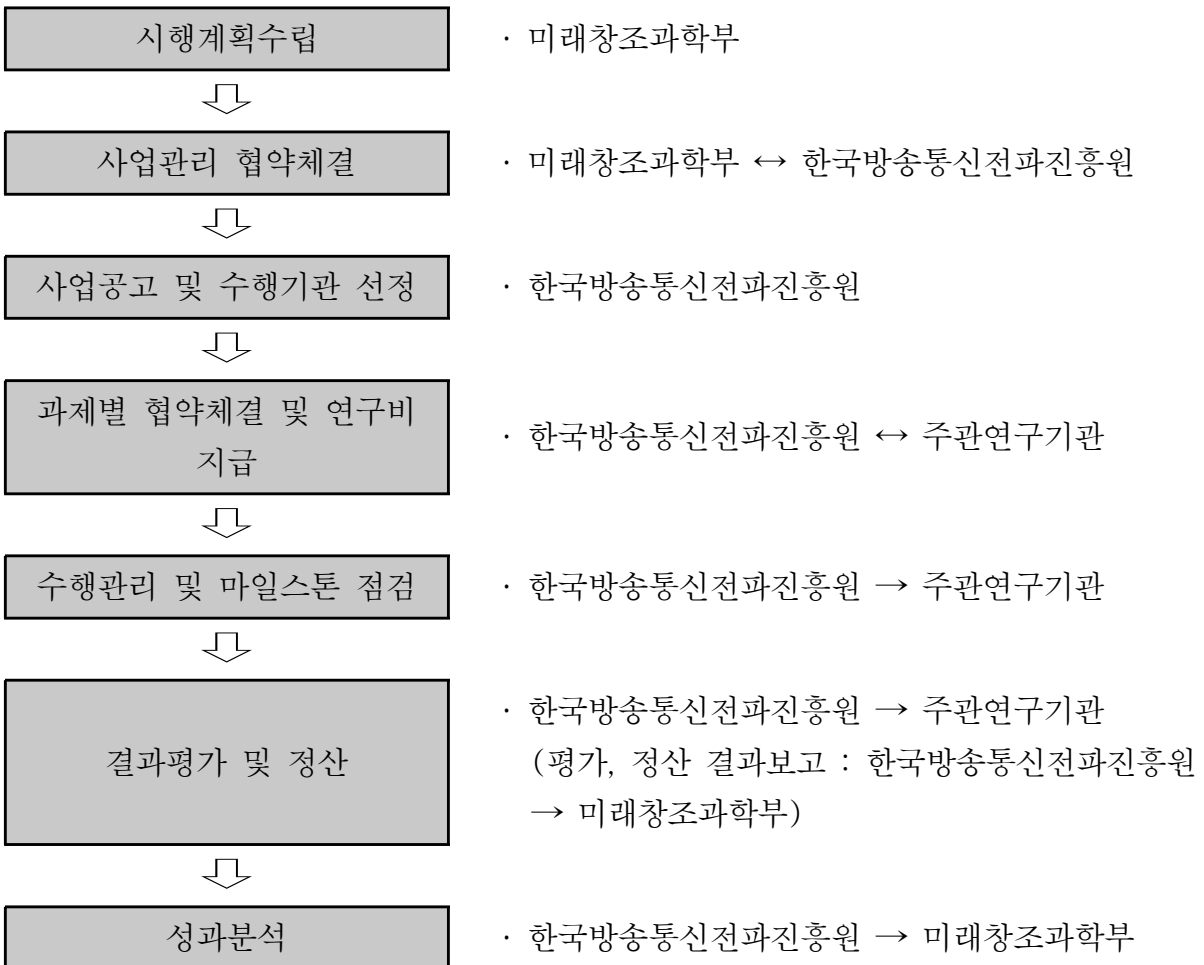 시행계획수립 · 미래창조과학부
사업관리 협약체결 · 미래창조과학부 ↔ 한국방송통신전파진흥원
사업공고 및 수행기관 선정 · 한국방송통신전파진흥원
과제별 협약체결 및 연구비
지급
· 한국방송통신전파진흥원 ↔ 주관연구기관
수행관리 및 마일스톤 점검 · 한국방송통신전파진흥원 → 주관연구기관
결과평가 및 정산
· 한국방송통신전파진흥원 → 주관연구기관
(평가, 정산 결과보고 : 한국방송통신전파진흥원
→ 미래창조과학부)
성과분석 · 한국방송통신전파진흥원 → 미래창조과학부